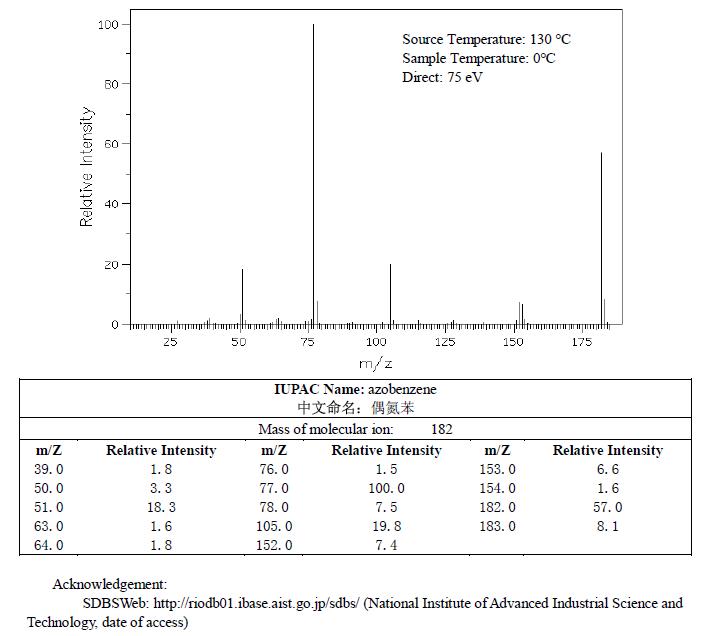 100
80
60
40
20
0
Relative Intensity
Source Temperature: 130 °C
Sample Temperature: 0°C
Direct: 75 eV
25 50 75 100 125 150 175
m/z
IUPAC Name: azobenzene
中文命名：偶氮苯
Mass of molecular ion: 182
m/Z Relative Intensity m/Z Relative Intensity m/Z Relative Intensity
39.0 1.8 76.0 1.5 153.0 6.6
50.0 3.3 77.0 100.0 154.0 1.6
51.0 18.3 78.0 7.5 182.0 57.0
63.0 1.6 105.0 19.8 183.0 8.1
64.0 1.8 152.0 7.4
Acknowledgement:
SDBSWeb: http://riodb01.ibase.aist.go.jp/sdbs/ (National Institute of Advanced Industrial Science and
Technology, date of access)